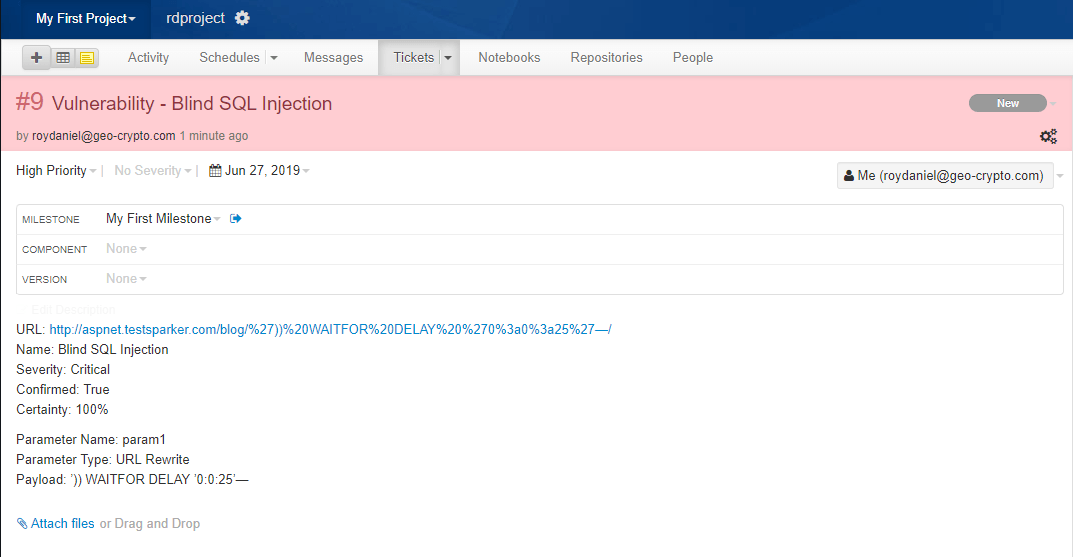 My First Project rdproject
Activity Schedules Messages Tickets Notebooks Repositories People
#9 Vulnerability - Blind SQL Injection New
by roydaniel@geo-crypto.com 1 minute ago
High Priority | No Severity | Jun 27, 2019 Me (roydaniel@geo-crypto.com)
MILESTONE My First Milestone
COMPONENT None
VERSION None
Edit Description
URL: http://aspnet.testsparker.com/blog/%27))%20WAITFOR%20DELAY%20%270%3a0%3a25%27—/
Name: Blind SQL Injection
Severity: Critical
Confirmed: True
Certainty: 100%
Parameter Name: param1
Parameter Type: URL Rewrite
Payload: ’)) WAITFOR DELAY ’0:0:25’—
Attach files or Drag and Drop